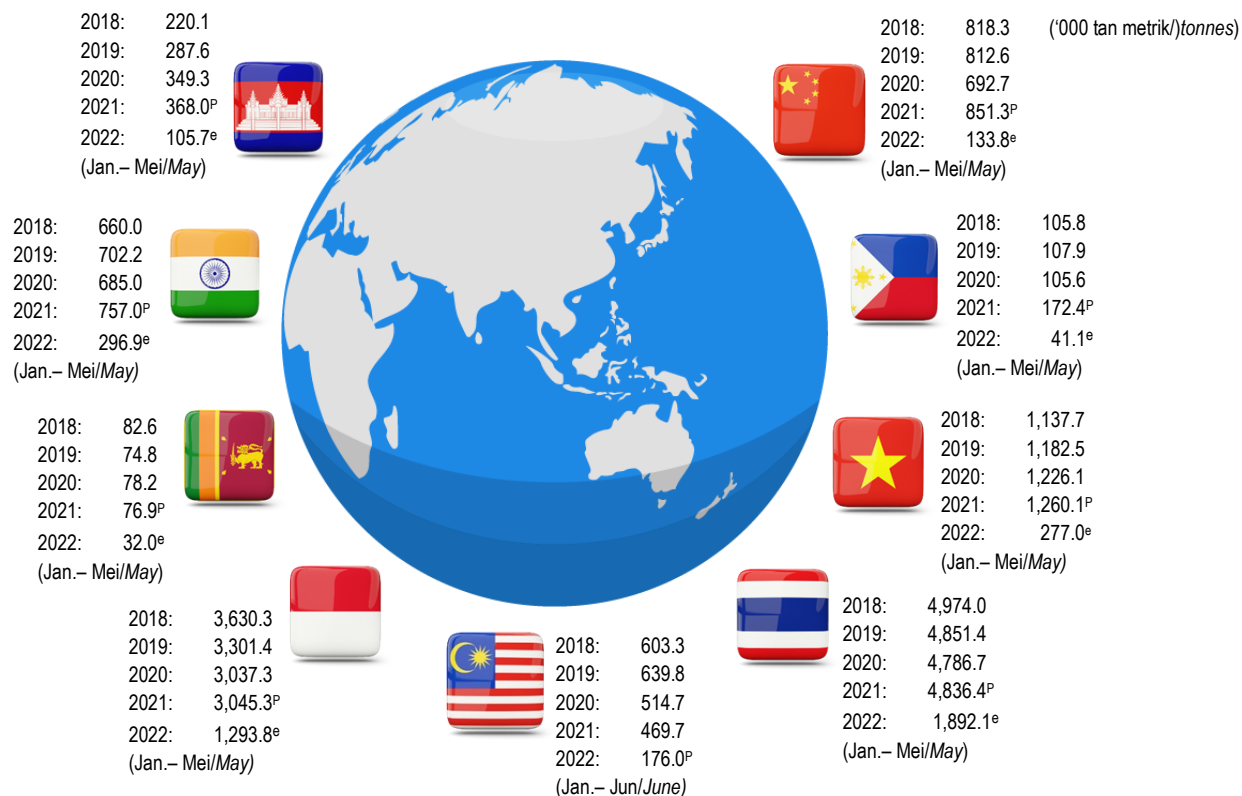 2018: 220.1
2019: 287.6
2020: 349.3
2021: 368.0ᵖ
2022: 105.7ᵉ
(Jan.– Mei/May)
2018: 818.3 ('000 tan metrik/)tonnes)
2019: 812.6
2020: 692.7
2021: 851.3ᵖ
2022: 133.8ᵉ
(Jan.– Mei/May)
2018: 660.0
2019: 702.2
2020: 685.0
2021: 757.0ᵖ
2022: 296.9ᵉ
(Jan.– Mei/May)
2018: 105.8
2019: 107.9
2020: 105.6
2021: 172.4ᵖ
2022: 41.1ᵉ
(Jan.– Mei/May)
2018: 82.6
2019: 74.8
2020: 78.2
2021: 76.9ᵖ
2022: 32.0ᵉ
(Jan.– Mei/May)
2018: 1,137.7
2019: 1,182.5
2020: 1,226.1
2021: 1,260.1ᵖ
2022: 277.0ᵉ
(Jan.– Mei/May)
2018: 3,630.3
2019: 3,301.4
2020: 3,037.3
2021: 3,045.3ᵖ
2022: 1,293.8ᵉ
(Jan.– Mei/May)
2018: 603.3
2019: 639.8
2020: 514.7
2021: 469.7
2022: 176.0ᵖ
(Jan.– Jun/June)
2018: 4,974.0
2019: 4,851.4
2020: 4,786.7
2021: 4,836.4ᵖ
2022: 1,892.1ᵉ
(Jan.– Mei/May)